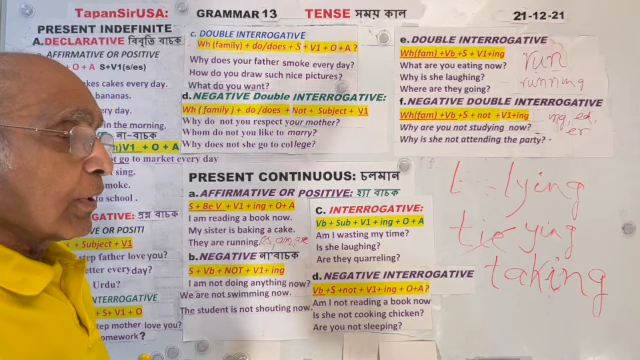 TapanSirUSA: GRAMMAR 13 TENSE সময় কাল 21-12-21
PRESENT INDEFINITE
A. DECLARATIVE বিবৃতি বাচক
AFFIRMATIVE OR POSITIVE
+ O + A S+V1(s/es)
kes cakes every day.
bananas.
very day.
in the morning.
না-বাচক
V1 + O + A
ot go to market every day
sing.
smoke.
to school.
GATIVE: প্রশ্ন বাচক
OR POSITI
+ Subject + V1
step father love you?
etter every day?
Urdu?
INTERROGATIVE
+ S+ V1 O
step mother love you?
omework?
c. DOUBLE INTERROGATIVE
Wh (family) + do/does + S + V1 + O + A ?
Why does your father smoke every day?
How do you draw such nice pictures?
What do you want?
d. NEGATIVE Double INTERROGATIVE:
Wh (family) + do /does + Not + Subject + V1
Why do not you respect your mother?
Whom do not you like to marry?
Why does not she go to college?
PRESENT CONTINUOUS: চলমান
a. AFFIRMATIVE OR POSITIVE: হ্যা বাচক
S + Be V + V1 + ing + O + A
I am reading a book now.
My sister is baking a cake.
They are running
b. NEGATIVE না বাচক
S + Vb + NOT + V1+ ing
I am not doing anything now?
We are not swimming now.
The student is not shouting now.
C. INTERROGATIVE:
Vb + Sub + V1 + ing + O + A
Am I wasting my time?
Is she laughing?
Are they quarreling?
d. NEGATIVE INTERROGATIVE
Vb +S +not + V1+ ing + O+A ?
Am I not reading a book now
Is she not cooking chicken?
Are you not sleeping?
e. DOUBLE INTERROGATIVE
Wh(fam) +Vb +S + V1+ing
What are you eating now?
Why is she laughing?
Where are they going?
f. NEGATIVE DOUBLE INTERROGATIVE
Wh(fam) +Vb + S + not +V1+ing
Why are you not studying now?
Why is she not attending the party?
run
running
ing, ed,
er
lying
tie ying
taking